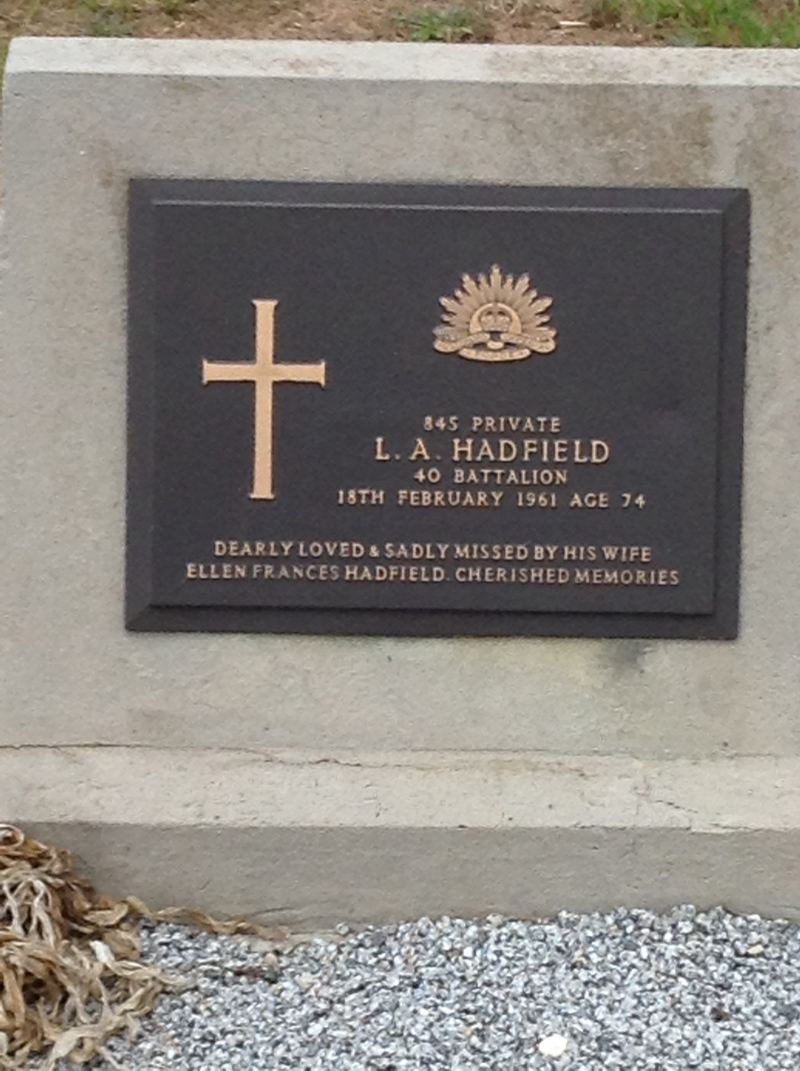 845 PRIVATE
L. A. HADFIELD
40 BATTALION
18TH FEBRUARY 1961 AGE 74
DEARLY LOVED & SADLY MISSED BY HIS WIFE
ELLEN FRANCES HADFIELD. CHERISHED MEMORIES